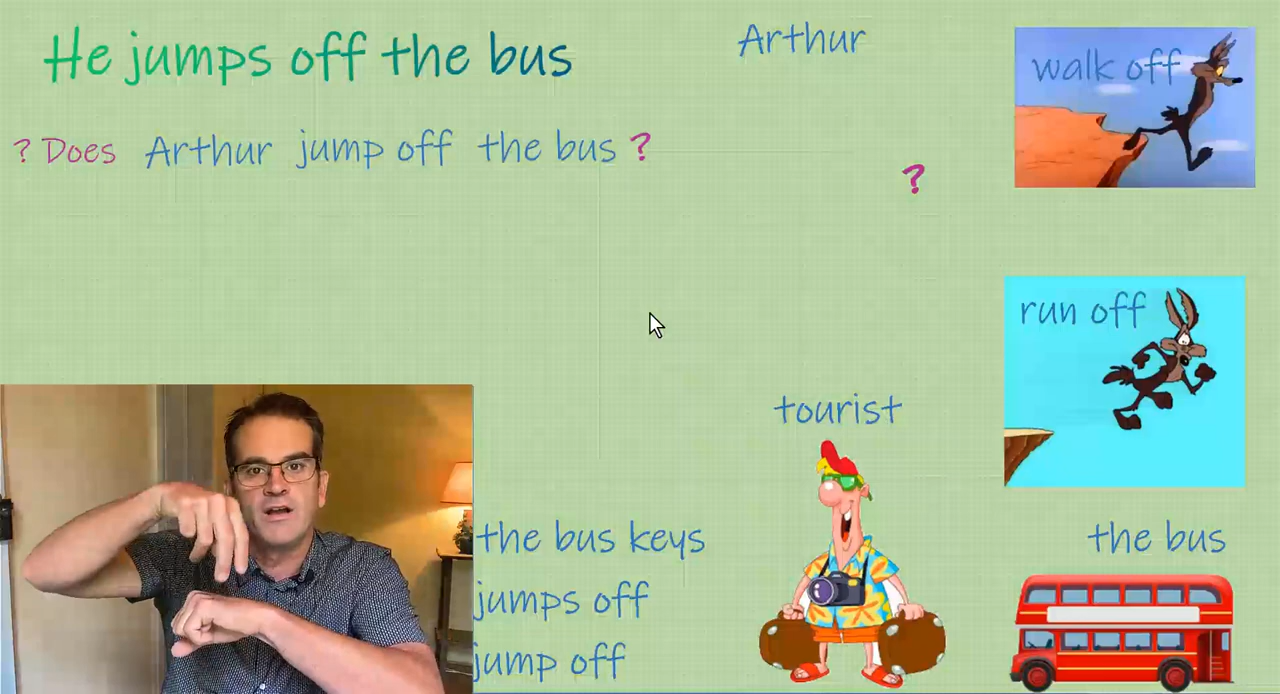 He jumps off the bus
Arthur
walk off
? Does Arthur jump off the bus ?
?
run off
tourist
the bus keys
the bus
jumps off
jump off